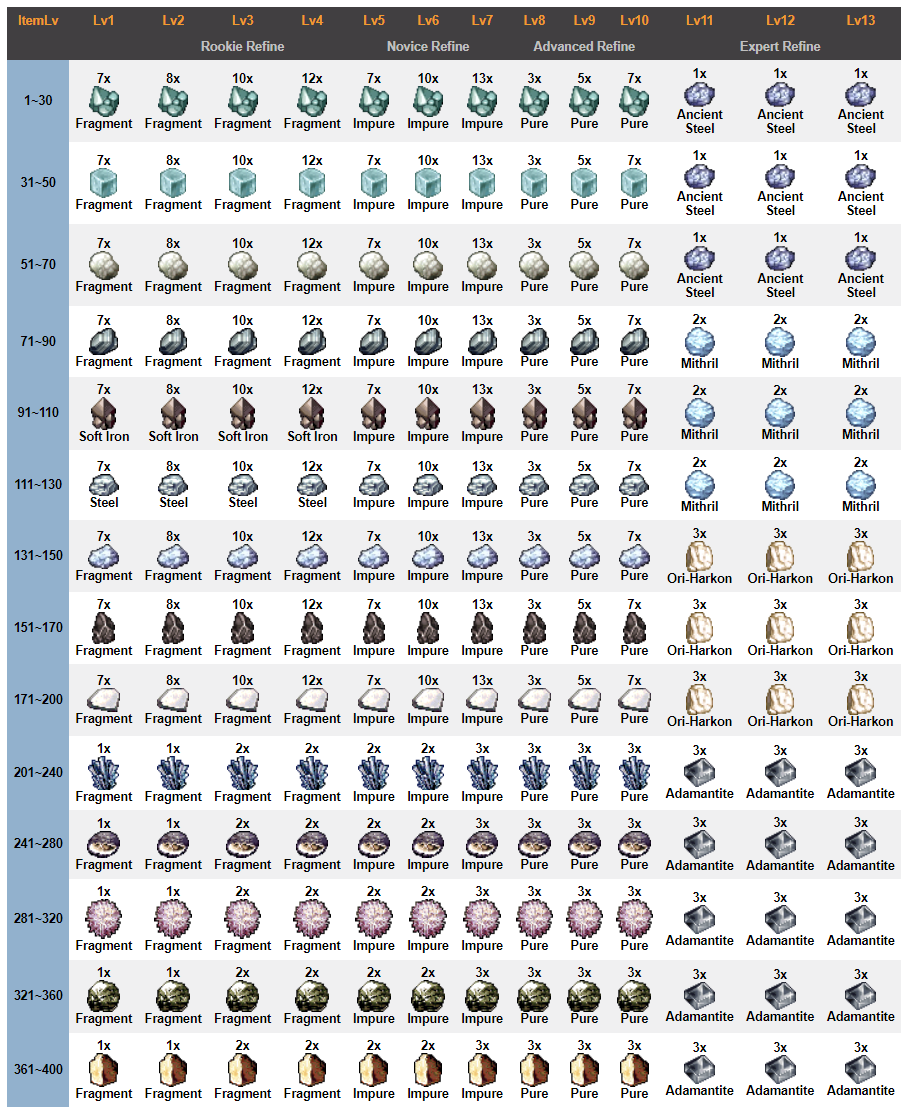 ItemLv Lv1 Lv2 Lv3 Lv4 Lv5 Lv6 Lv7 Lv8 Lv9 Lv10 Lv11 Lv12 Lv13
Rookie Refine Novice Refine Advanced Refine Expert Refine
7x 8x 10x 12x 7x 10x 13x 3x 5x 7x 1x 1x 1x
1~30
Fragment Fragment Fragment Fragment Impure Impure Impure Pure Pure Pure Ancient Ancient Ancient
Steel Steel Steel
7x 8x 10x 12x 7x 10x 13x 3x 5x 7x 1x 1x 1x
31~50
Fragment Fragment Fragment Fragment Impure Impure Impure Pure Pure Pure Ancient Ancient Ancient
Steel Steel Steel
7x 8x 10x 12x 7x 10x 13x 3x 5x 7x 1x 1x 1x
51~70
Fragment Fragment Fragment Fragment Impure Impure Impure Pure Pure Pure Ancient Ancient Ancient
Steel Steel Steel
7x 8x 10x 12x 7x 10x 13x 3x 5x 7x 2x 2x 2x
71~90
Fragment Fragment Fragment Fragment Impure Impure Impure Pure Pure Pure Mithril Mithril Mithril
7x 8x 10x 12x 7x 10x 13x 3x 5x 7x 2x 2x 2x
91~110
Soft Iron Soft Iron Soft Iron Soft Iron Impure Impure Impure Pure Pure Pure Mithril Mithril Mithril
7x 8x 10x 12x 7x 10x 13x 3x 5x 7x 2x 2x 2x
111~130
Steel Steel Steel Steel Impure Impure Impure Pure Pure Pure Mithril Mithril Mithril
7x 8x 10x 12x 7x 10x 13x 3x 5x 7x 3x 3x 3x
131~150
Fragment Fragment Fragment Fragment Impure Impure Impure Pure Pure Pure Ori-Harkon Ori-Harkon Ori-Harkon
7x 8x 10x 12x 7x 10x 13x 3x 5x 7x 3x 3x 3x
151~170
Fragment Fragment Fragment Fragment Impure Impure Impure Pure Pure Pure Ori-Harkon Ori-Harkon Ori-Harkon
7x 8x 10x 12x 7x 10x 13x 3x 5x 7x 3x 3x 3x
171~200
Fragment Fragment Fragment Fragment Impure Impure Impure Pure Pure Pure Ori-Harkon Ori-Harkon Ori-Harkon
1x 1x 2x 2x 2x 2x 3x 3x 3x 3x 3x 3x 3x
201~240
Fragment Fragment Fragment Fragment Impure Impure Impure Pure Pure Pure Adamantite Adamantite Adamantite
1x 1x 2x 2x 2x 2x 3x 3x 3x 3x 3x 3x 3x
241~280
Fragment Fragment Fragment Fragment Impure Impure Impure Pure Pure Pure Adamantite Adamantite Adamantite
1x 1x 2x 2x 2x 2x 3x 3x 3x 3x 3x 3x 3x
281~320
Fragment Fragment Fragment Fragment Impure Impure Impure Pure Pure Pure Adamantite Adamantite Adamantite
1x 1x 2x 2x 2x 2x 3x 3x 3x 3x 3x 3x 3x
321~360
Fragment Fragment Fragment Fragment Impure Impure Impure Pure Pure Pure Adamantite Adamantite Adamantite
1x 1x 2x 2x 2x 2x 3x 3x 3x 3x 3x 3x 3x
361~400
Fragment Fragment Fragment Fragment Impure Impure Impure Pure Pure Pure Adamantite Adamantite Adamantite